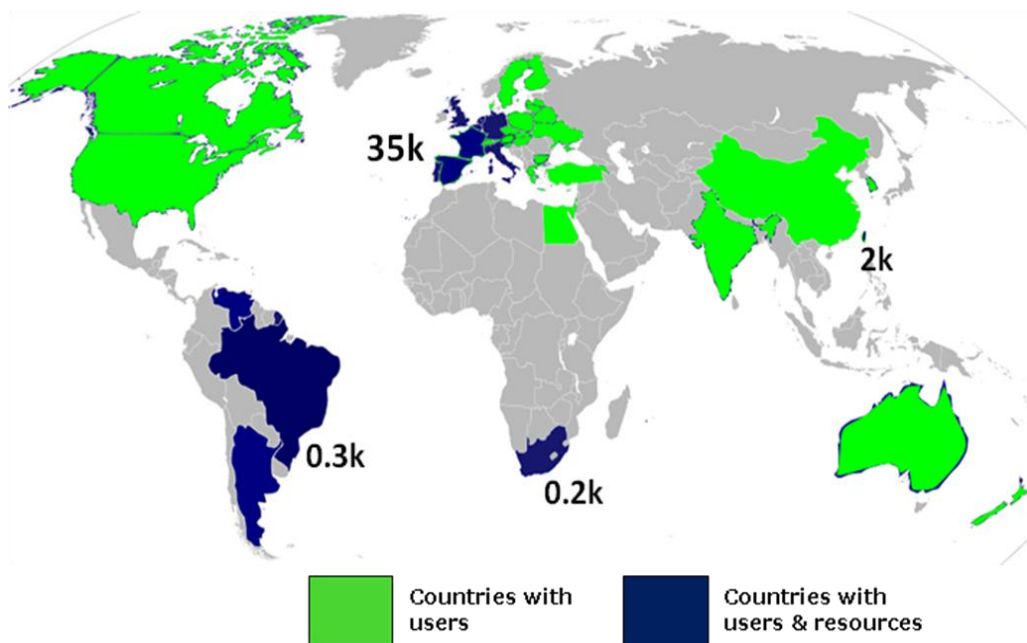 35k
2k
0.3k
0.2k
Countries with
users
Countries with
users & resources